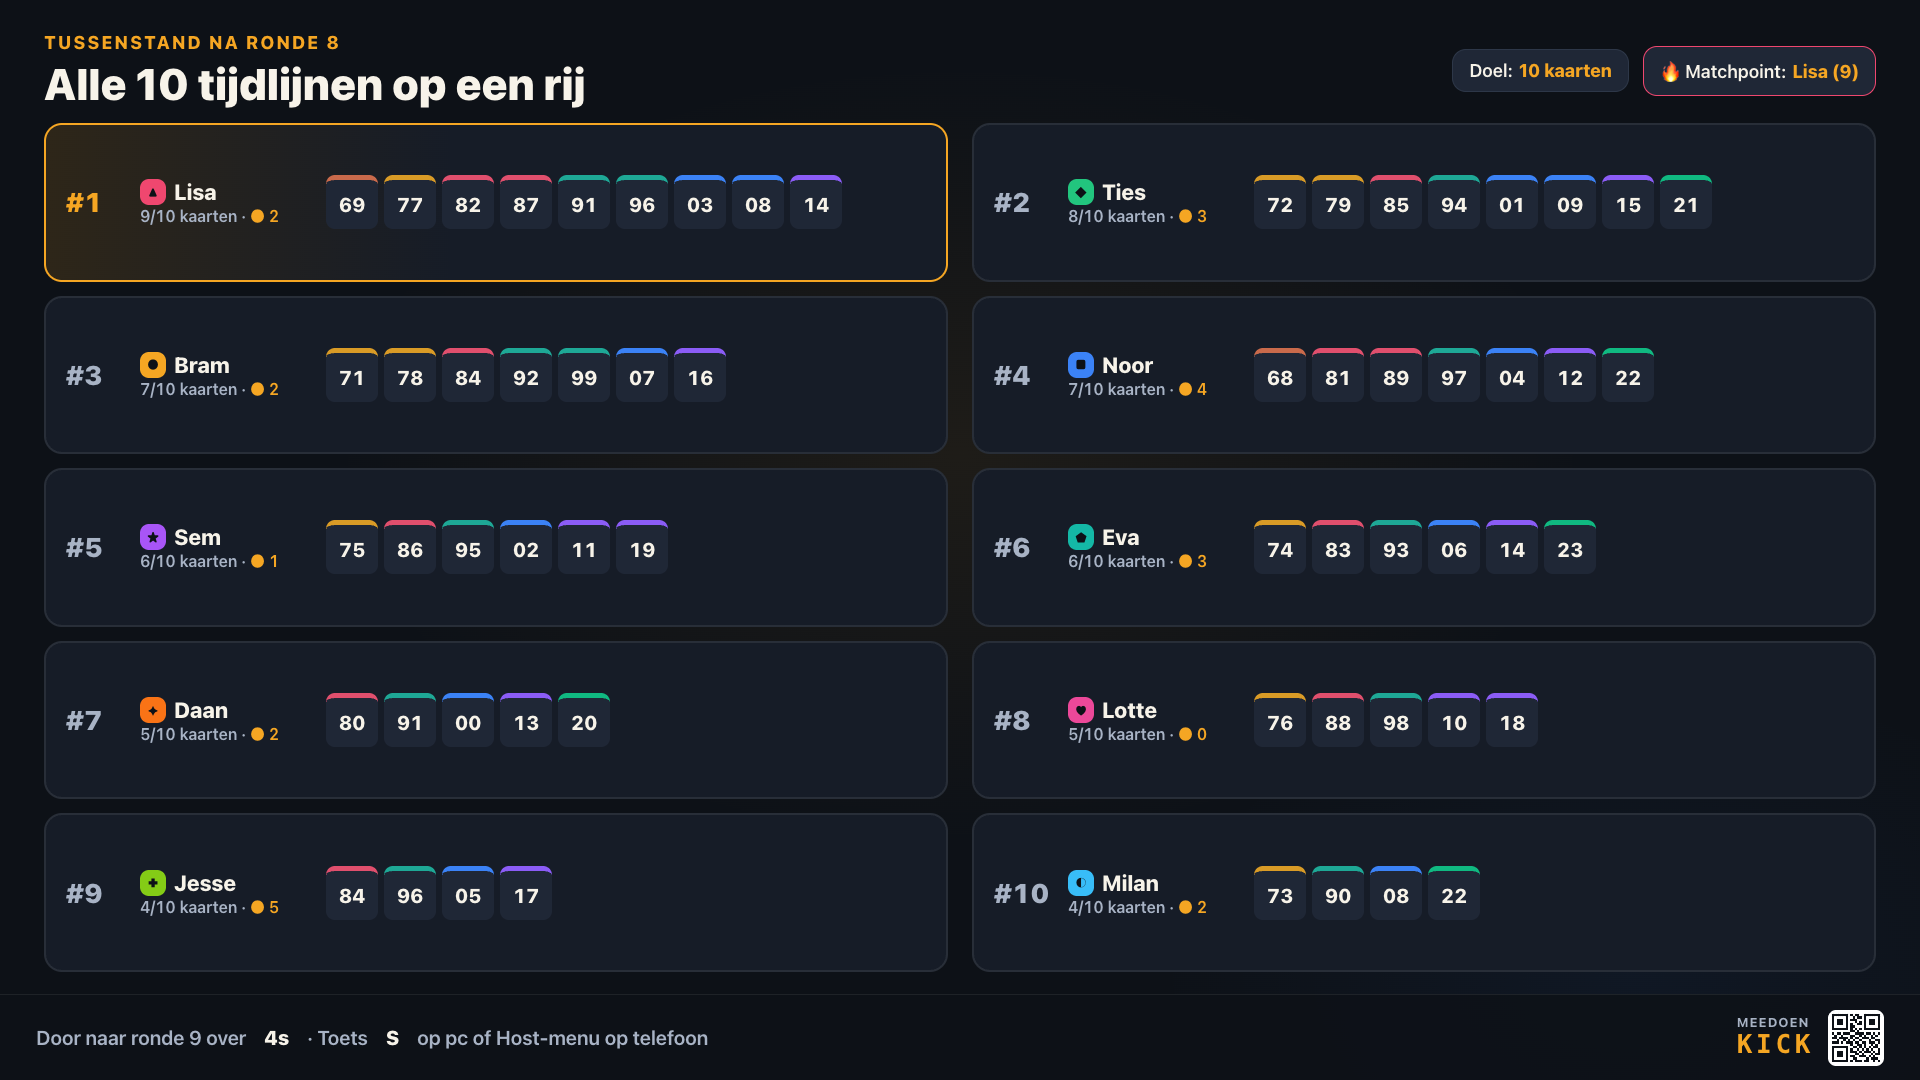 TUSSENSTAND NA RONDE 8
Alle 10 tijdlijnen op een rij
Doel: 10 kaarten
🔥 Matchpoint: Lisa (9)
#1
Lisa
9/10 kaarten · 2
69 77 82 87 91 96 03 08 14
#2
Ties
8/10 kaarten · 3
72 79 85 94 01 09 15 21
#3
Bram
7/10 kaarten · 2
71 78 84 92 99 07 16
#4
Noor
7/10 kaarten · 4
68 81 89 97 04 12 22
#5
Sem
6/10 kaarten · 1
75 86 95 02 11 19
#6
Eva
6/10 kaarten · 3
74 83 93 06 14 23
#7
Daan
5/10 kaarten · 2
80 91 00 13 20
#8
Lotte
5/10 kaarten · 0
76 88 98 10 18
#9
Jesse
4/10 kaarten · 5
84 96 05 17
#10
Milan
4/10 kaarten · 2
73 90 08 22
Door naar ronde 9 over 4s · Toets S op pc of Host-menu op telefoon
MEEDOEN
KICK